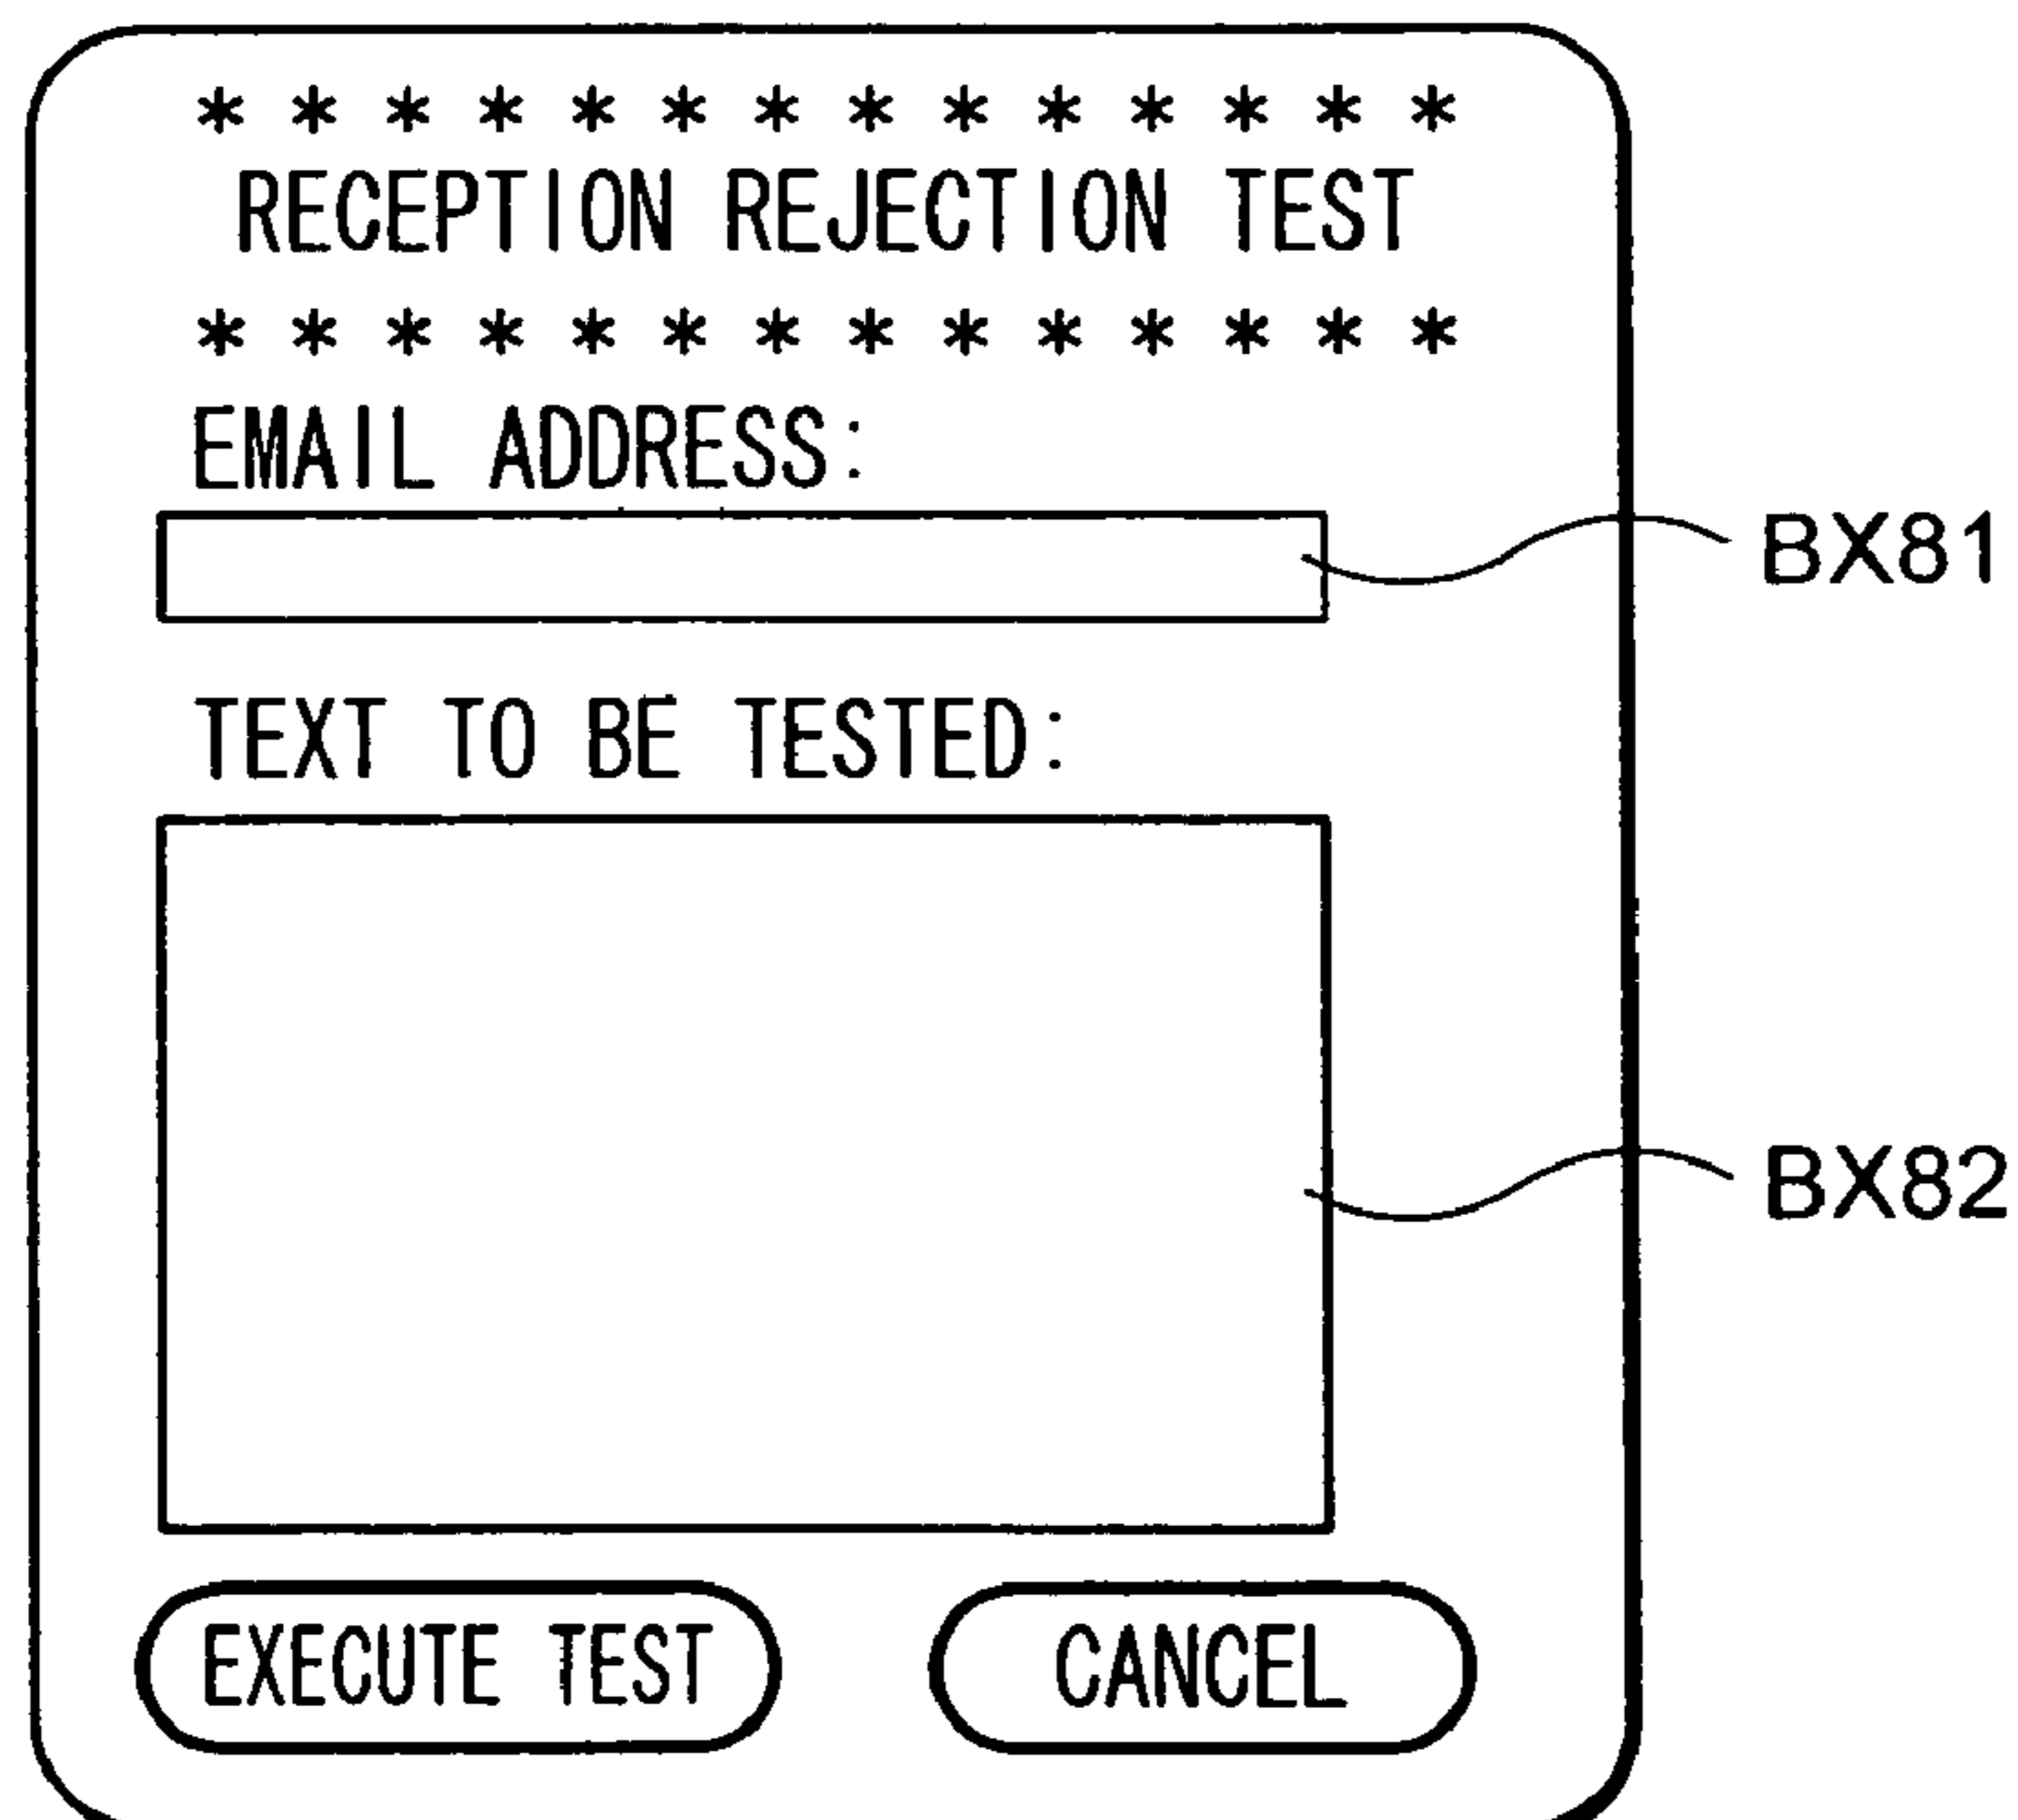 * * * * * * * * * * * * * *
RECEPTION REJECTION TEST
* * * * * * * * * * * * * *
EMAIL ADDRESS:
BX81
TEXT TO BE TESTED:
BX82
EXECUTE TEST CANCEL